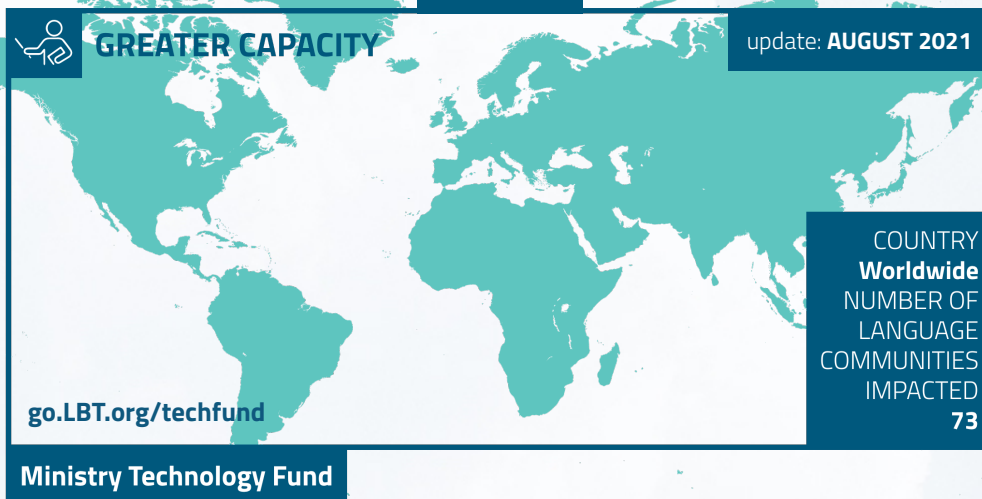 GREATER CAPACITY
update: AUGUST 2021
COUNTRY
Worldwide
NUMBER OF
LANGUAGE
COMMUNITIES
IMPACTED
73
go.LBT.org/techfund
Ministry Technology Fund